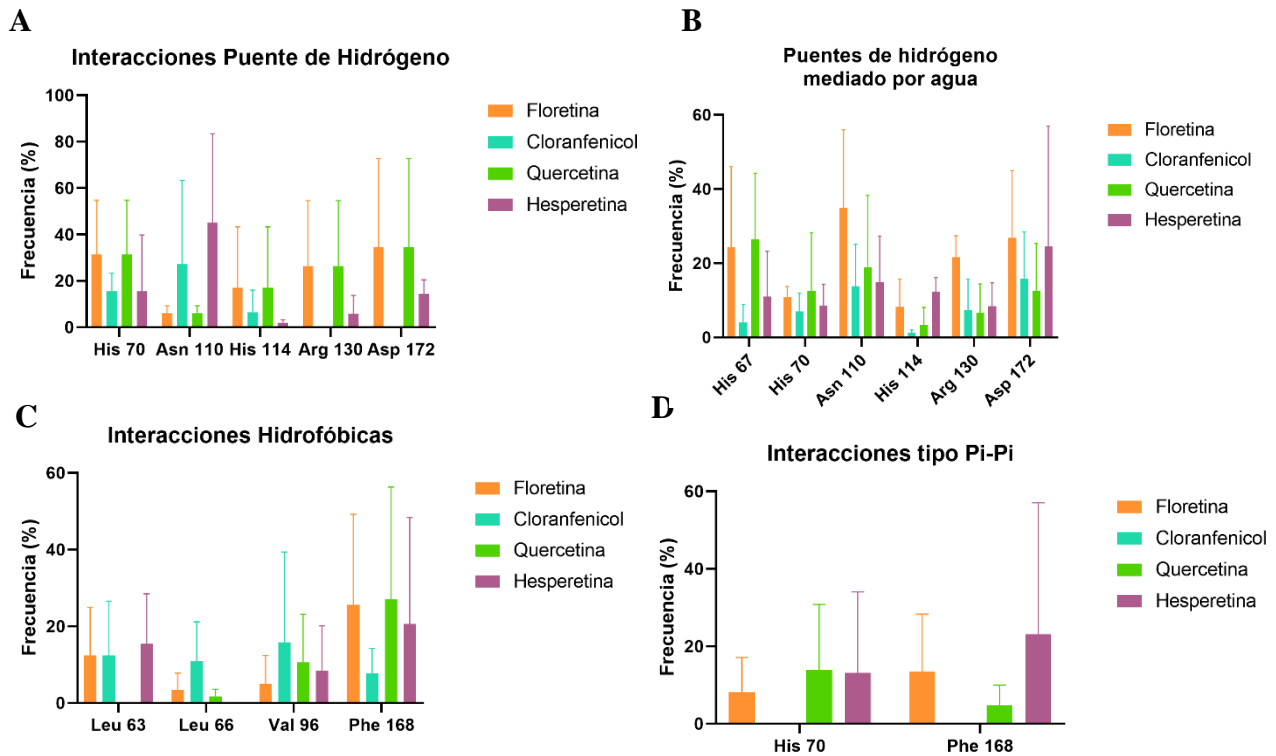 A
Interacciones Puente de Hidrógeno
Frecuencia (%)
100
80
60
40
20
0
His 70
Asn 110
His 114
Arg 130
Asp 172
Floretina
Cloranfenicol
Quercetina
Hesperetina
B
Puentes de hidrógeno
mediado por agua
Frecuencia (%)
60
40
20
0
His 67
His 70
Asn 110
His 114
Arg 130
Asp 172
Floretina
Cloranfenicol
Quercetina
Hesperetina
C
Interacciones Hidrofóbicas
Frecuencia (%)
60
40
20
0
Leu 63
Leu 66
Val 96
Phe 168
Floretina
Cloranfenicol
Quercetina
Hesperetina
D
Interacciones tipo Pi-Pi
Frecuencia (%)
60
40
20
0
His 70
Phe 168
Floretina
Cloranfenicol
Quercetina
Hesperetina